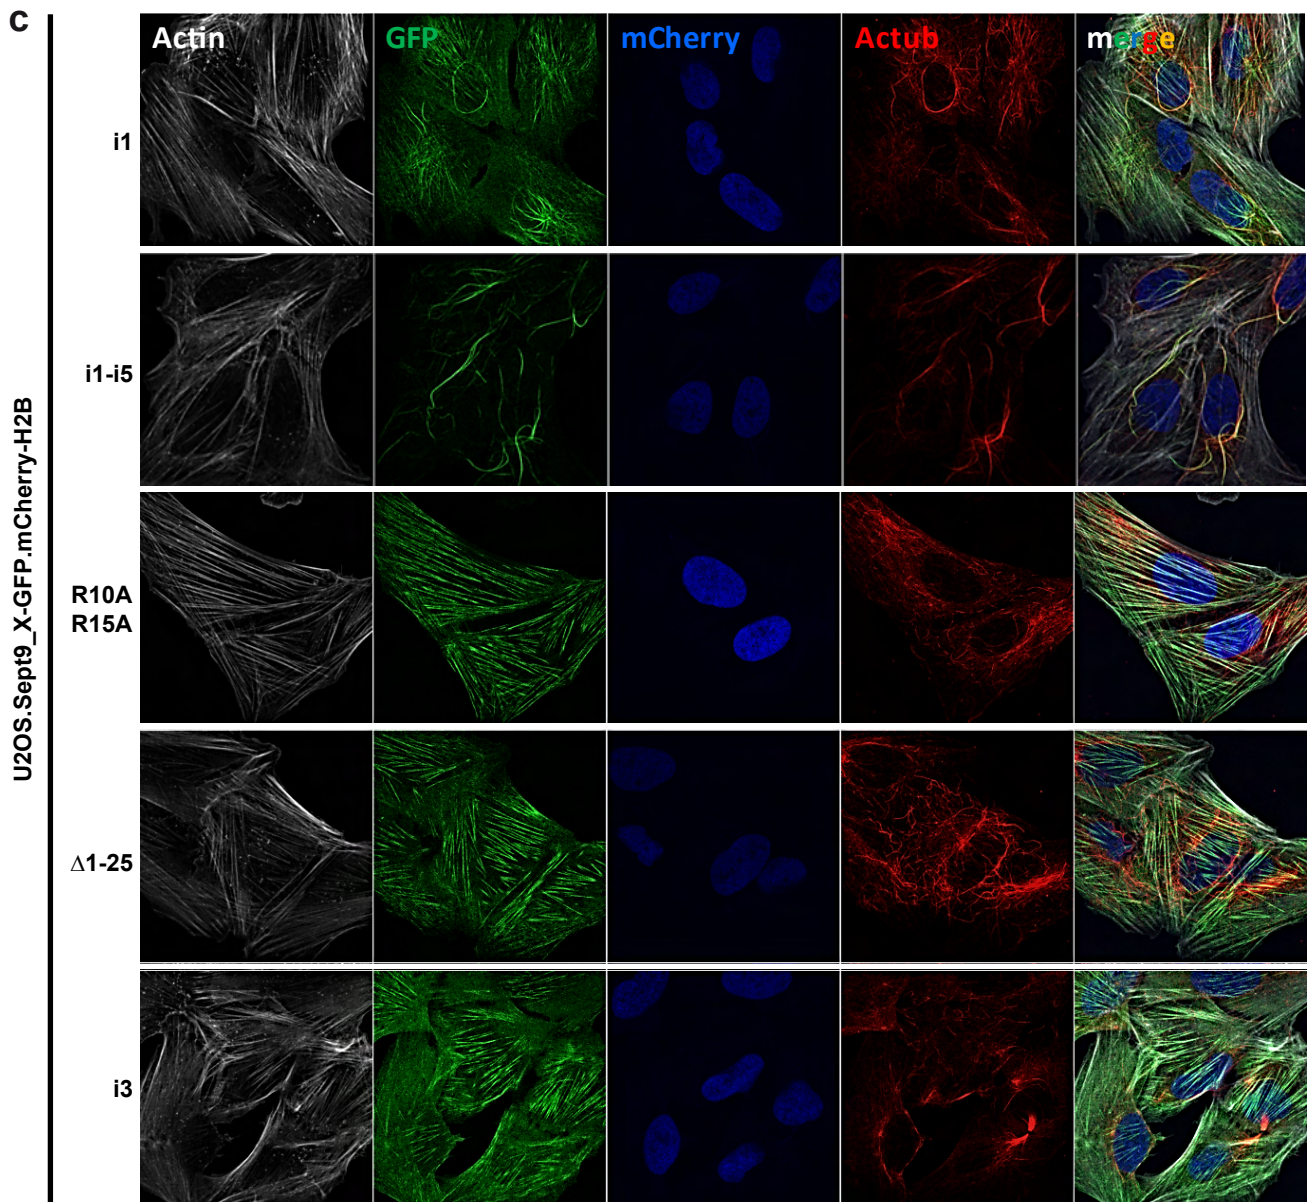 C
Actin GFP mCherry Actub merge
U2OS.Sept9_X-GFP.mCherry-H2B
i1
i1-i5
R10A
R15A
Δ1-25
i3